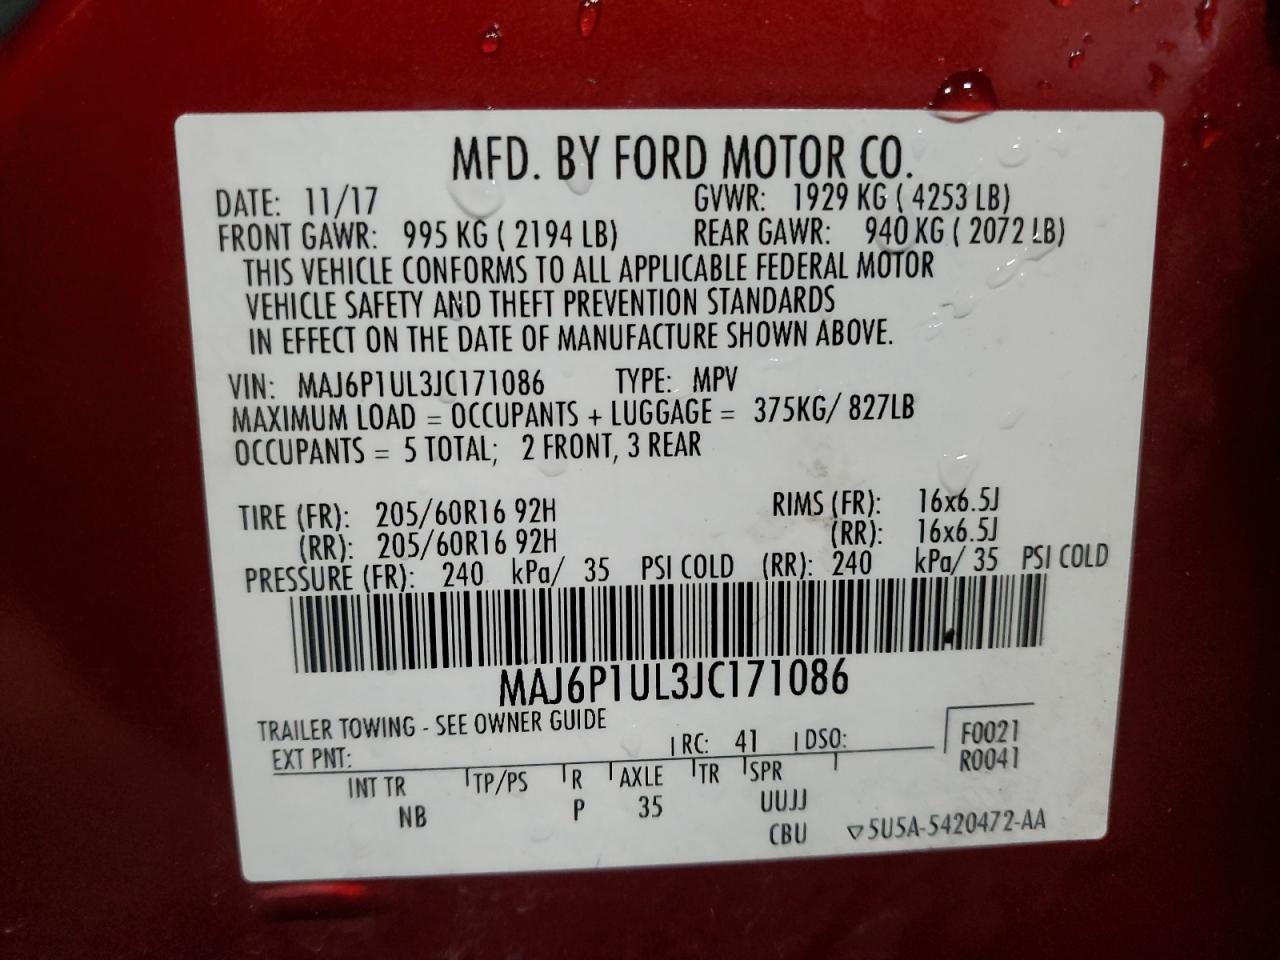 MFD. BY FORD MOTOR CO.
DATE: 11/17 GVWR: 1929 KG ( 4253 LB)
FRONT GAWR: 995 KG ( 2194 LB) REAR GAWR: 940 KG ( 2072 LB)
THIS VEHICLE CONFORMS TO ALL APPLICABLE FEDERAL MOTOR
VEHICLE SAFETY AND THEFT PREVENTION STANDARDS
IN EFFECT ON THE DATE OF MANUFACTURE SHOWN ABOVE.
VIN: MAJ6P1UL3JC171086 TYPE: MPV
MAXIMUM LOAD = OCCUPANTS + LUGGAGE = 375KG/ 827LB
OCCUPANTS = 5 TOTAL; 2 FRONT, 3 REAR
TIRE (FR): 205/60R16 92H RIMS (FR): 16x6.5J
(RR): 205/60R16 92H (RR): 16x6.5J
PRESSURE (FR): 240 kPa/ 35 PSI COLD (RR): 240 kPa/ 35 PSI COLD
MAJ6P1UL3JC171086
TRAILER TOWING - SEE OWNER GUIDE
EXT PNT: RC: 41 DSO: F0021
R0041
INT TR TP/PS R AXLE TR SPR
NB P 35 UUJJ
CBU ▽5U5A-5420472-AA